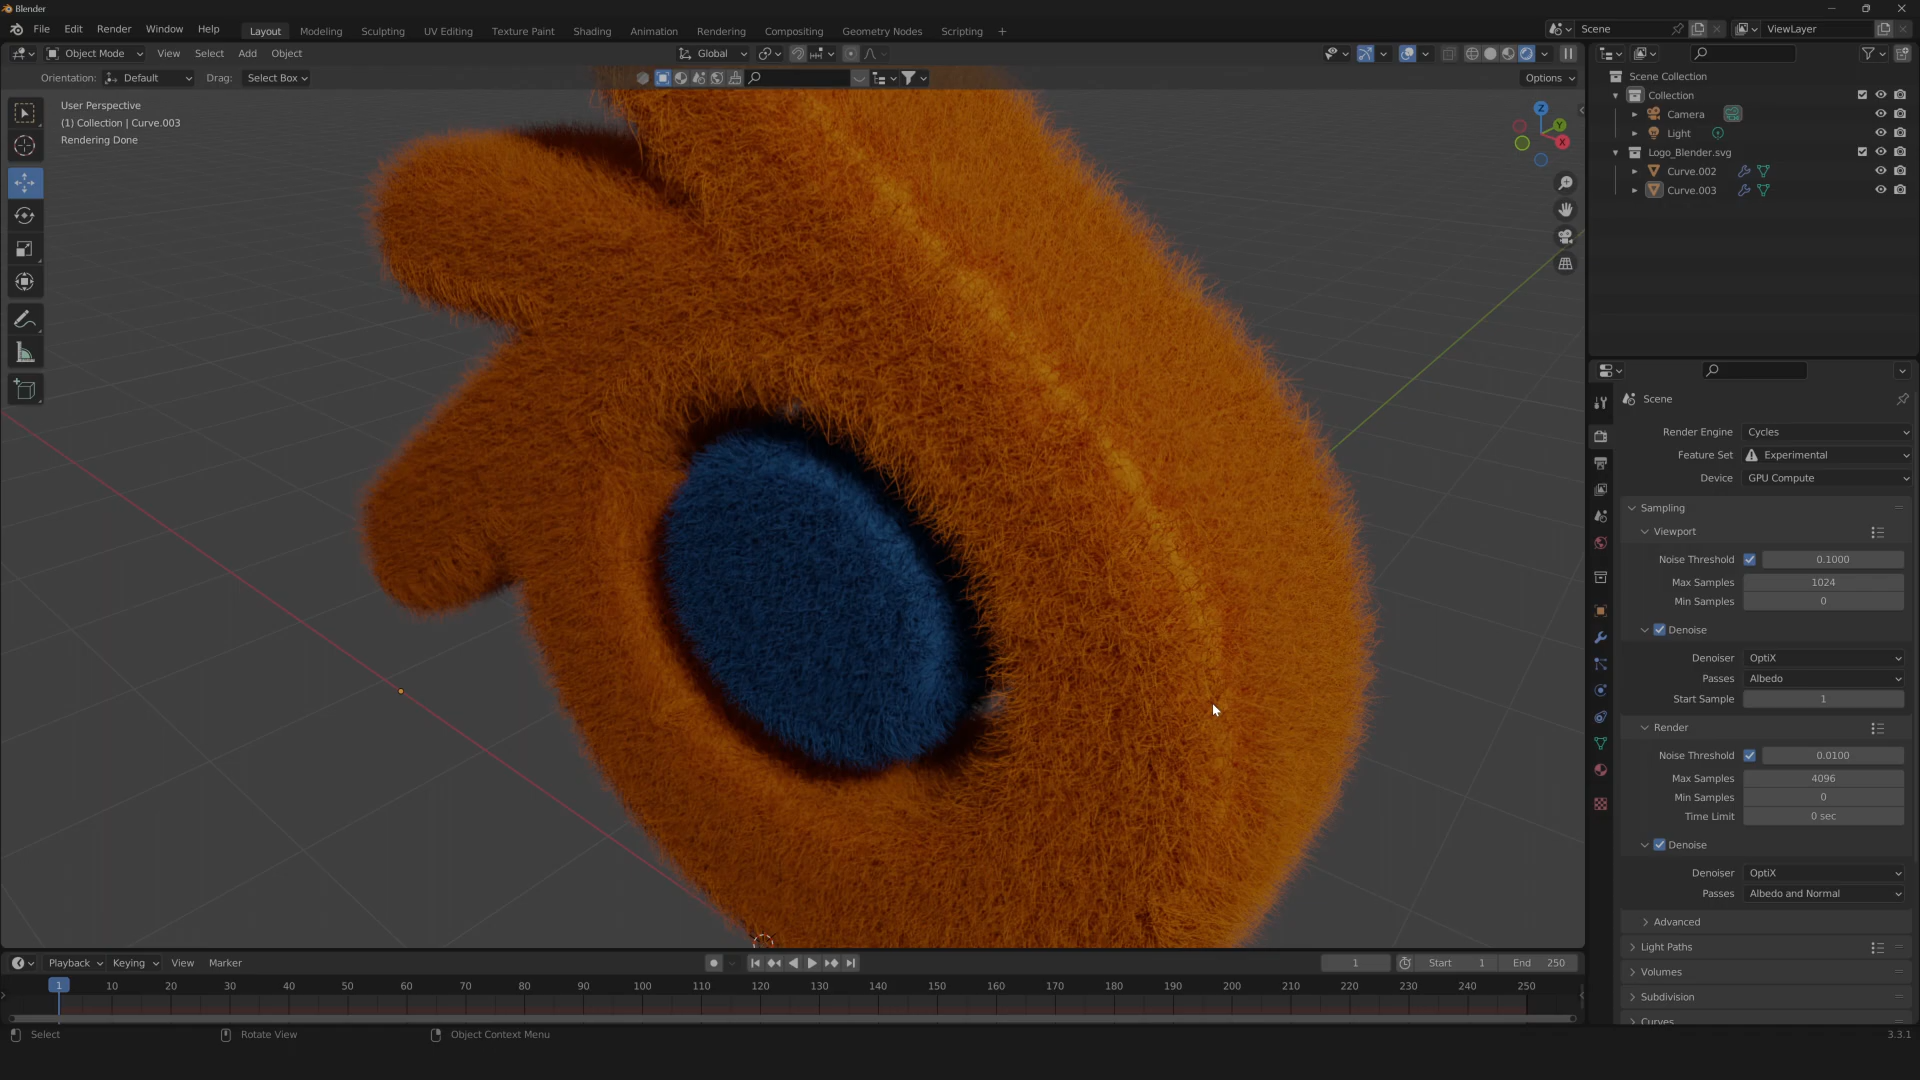 Blender
File Edit Render Window Help Layout Modeling Sculpting UV Editing Texture Paint Shading Animation Rendering Compositing Geometry Nodes Scripting + Scene ViewLayer
Object Mode View Select Add Object Global
Orientation: Default Drag: Select Box Options
User Perspective
(1) Collection | Curve.003
Rendering Done
Z
Y
X
Scene Collection
Collection
Camera
Light
Logo_Blender.svg
Curve.002
Curve.003
Scene
Render Engine Cycles
Feature Set Experimental
Device GPU Compute
Sampling
Viewport
Noise Threshold 0.1000
Max Samples 1024
Min Samples 0
Denoise
Denoiser OptiX
Passes Albedo
Start Sample 1
Render
Noise Threshold 0.0100
Max Samples 4096
Min Samples 0
Time Limit 0 sec
Denoise
Denoiser OptiX
Passes Albedo and Normal
Advanced
Light Paths
Volumes
Subdivision
Curves
Playback Keying View Marker 1 Start 1 End 250
1 10 20 30 40 50 60 70 80 90 100 110 120 130 140 150 160 170 180 190 200 210 220 230 240 250
Select Rotate View Object Context Menu 3.3.1